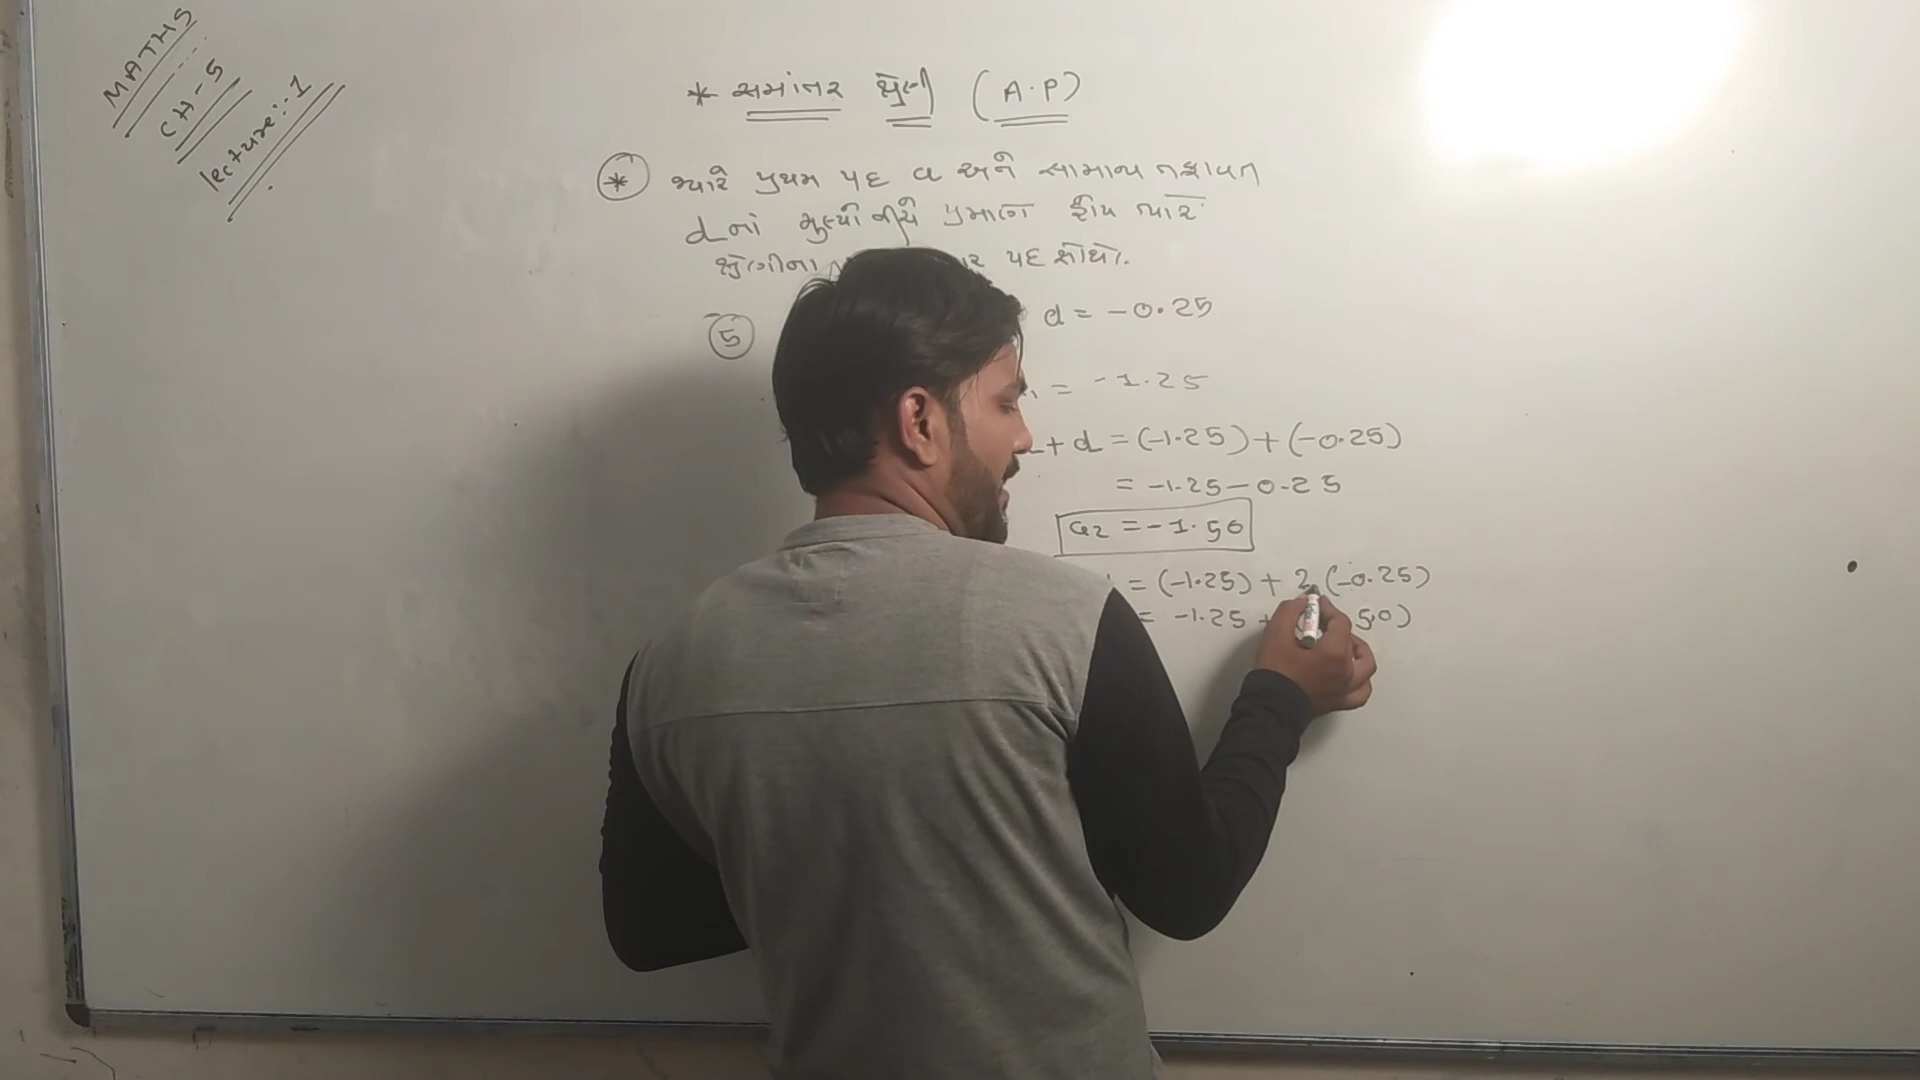 MATHS
CH-5
lecture:-1
* સમાંતર શ્રેણી (A.P)
* જ્યારે પ્રથમ પદ a અને સામાન્ય તફાવત
d નાં મુલ્યો નીચે પ્રમાણે હોય ત્યારે
શ્રેણીના પદ શોધો.
5 d = -0.25
= -1.25
+ d = (-1.25) + (-0.25)
= -1.25 - 0.25
a2 = -1.50
= (-1.25) + 2 (-0.25)
= -1.25 + 50)